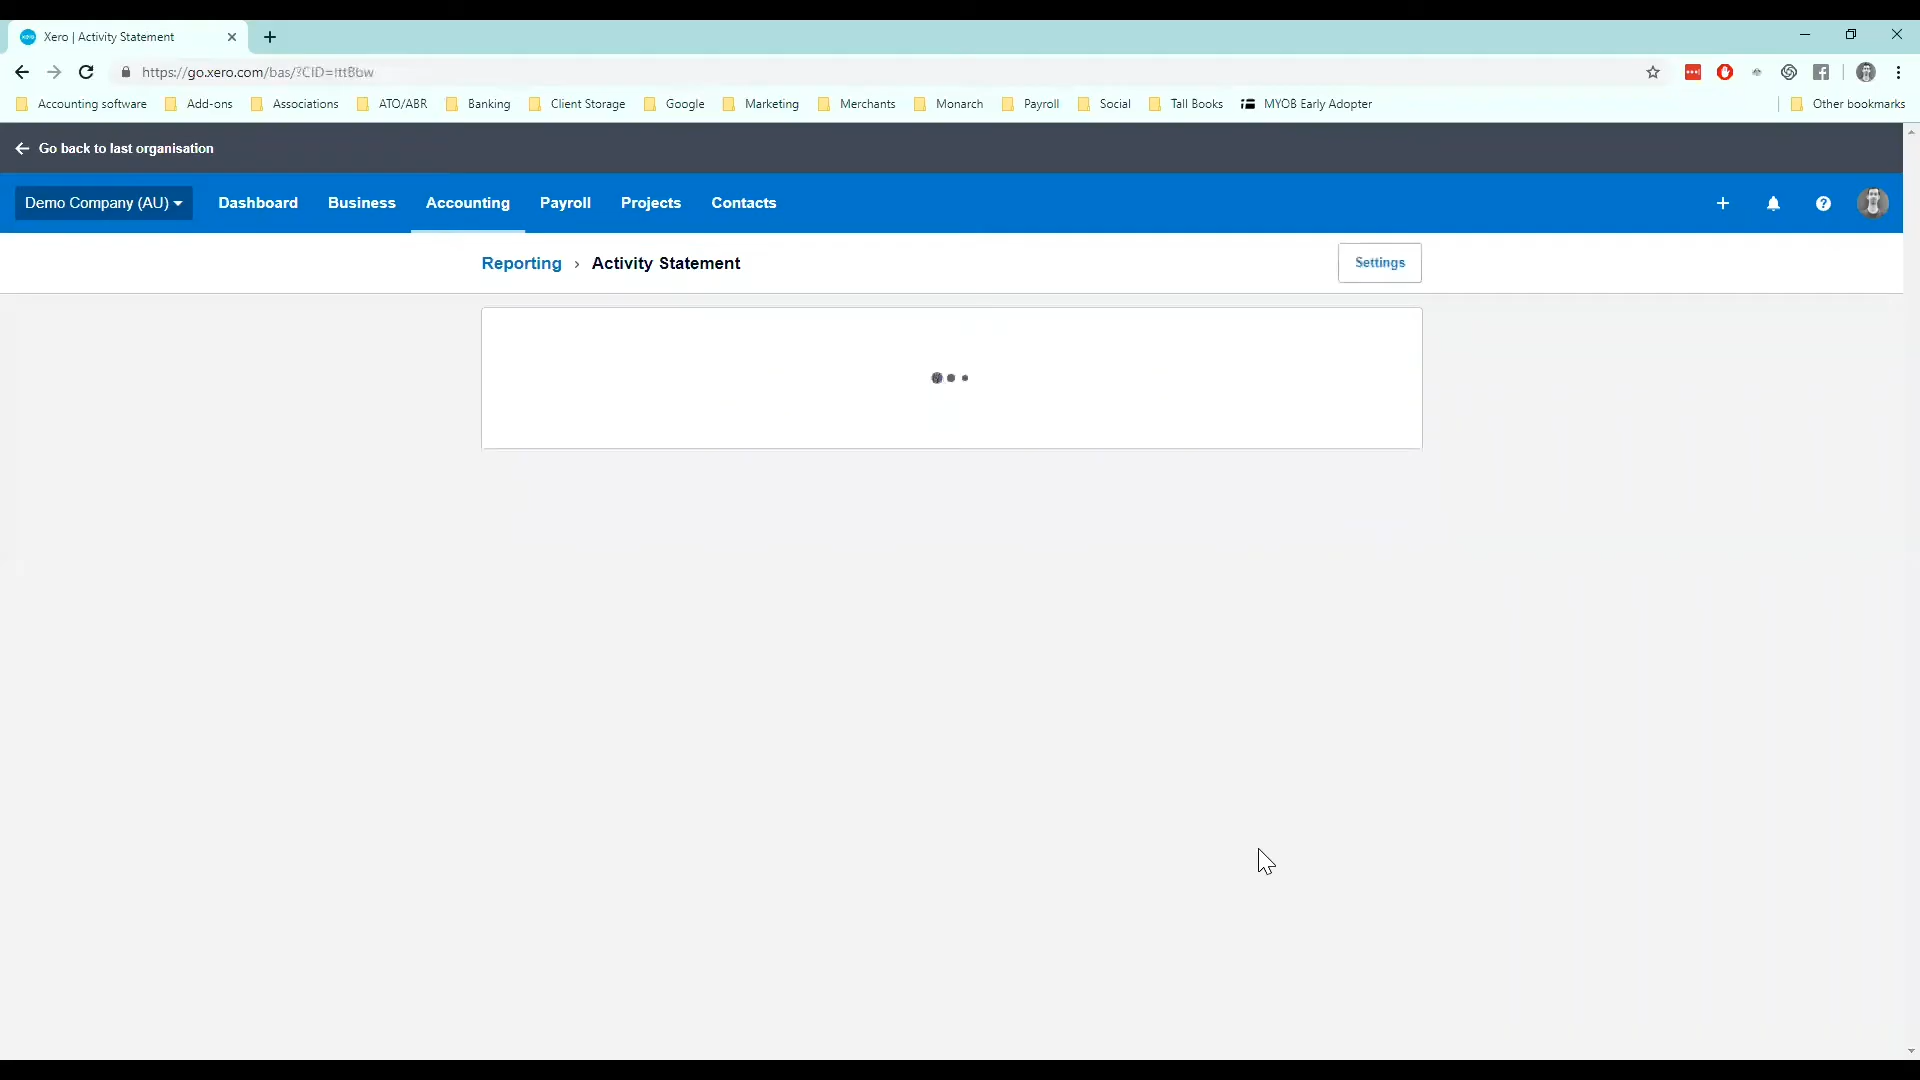 Xero | Activity Statement
https://go.xero.com/bas/?CID=
Accounting software Add-ons Associations ATO/ABR Banking Client Storage Google Marketing Merchants Monarch Payroll Social Tall Books MYOB Early Adopter Other bookmarks
Go back to last organisation
Demo Company (AU) Dashboard Business Accounting Payroll Projects Contacts
Reporting › Activity Statement Settings